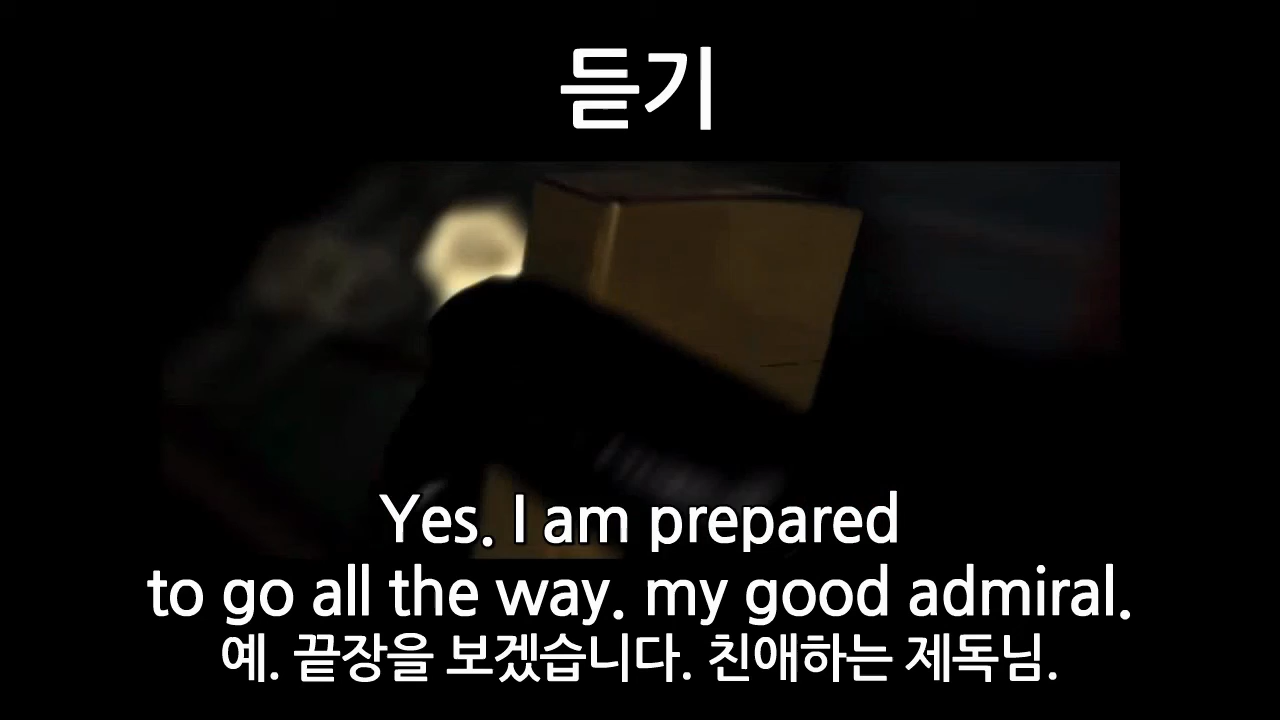 듣기
Yes. I am prepared
to go all the way. my good admiral.
예. 끝장을 보겠습니다. 친애하는 제독님.